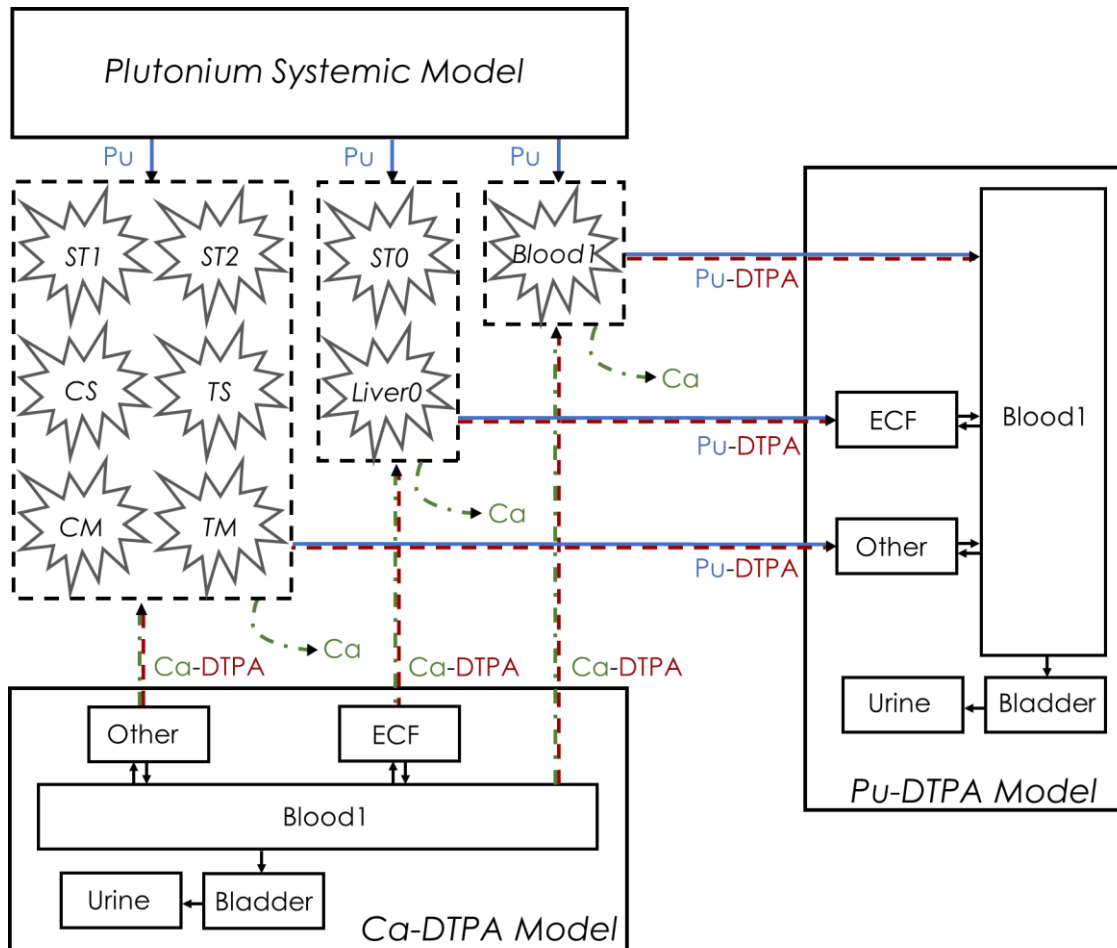 Plutonium Systemic Model
Pu
Pu
Pu
ST1
ST2
ST0
Blood1
Pu-DTPA
Ca
CS
TS
Liver0
Pu-DTPA
ECF
Blood1
Ca
CM
TM
Pu-DTPA
Other
Ca
Ca-DTPA
Ca-DTPA
Ca-DTPA
Urine
Bladder
Pu-DTPA Model
Other
ECF
Blood1
Urine
Bladder
Ca-DTPA Model